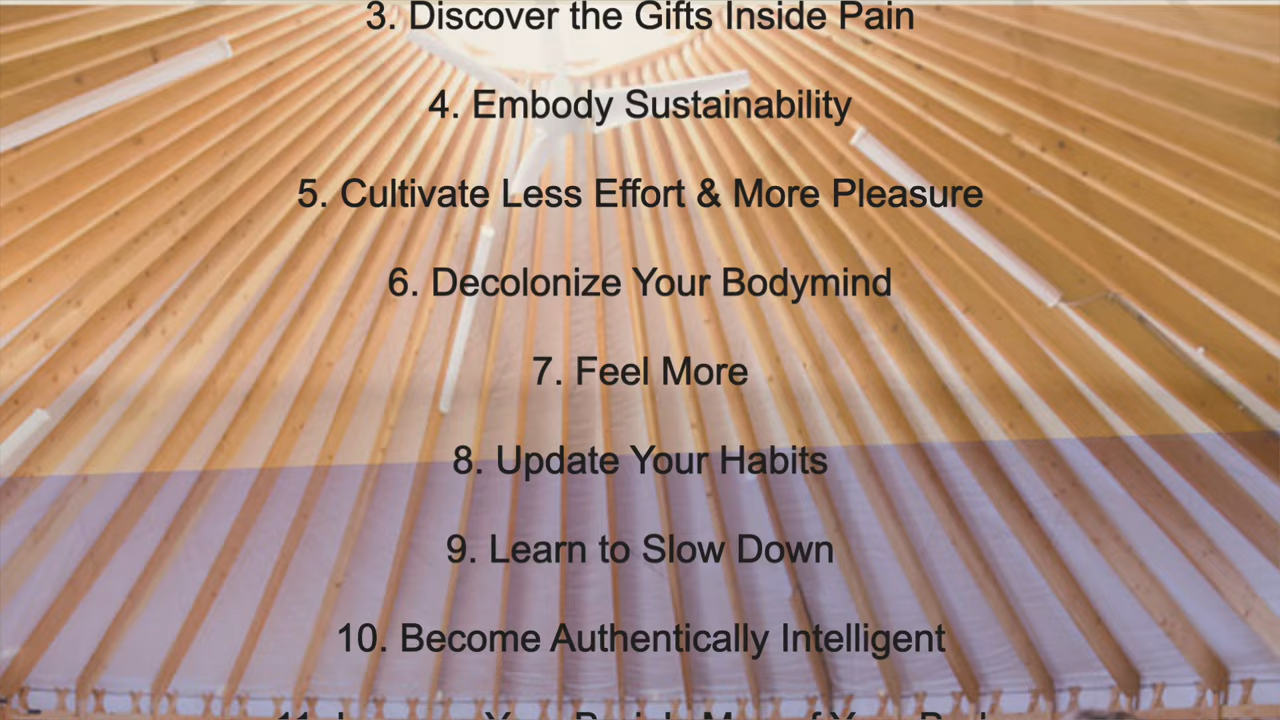 3. Discover the Gifts Inside Pain
4. Embody Sustainability
5. Cultivate Less Effort & More Pleasure
6. Decolonize Your Bodymind
7. Feel More
8. Update Your Habits
9. Learn to Slow Down
10. Become Authentically Intelligent
11.